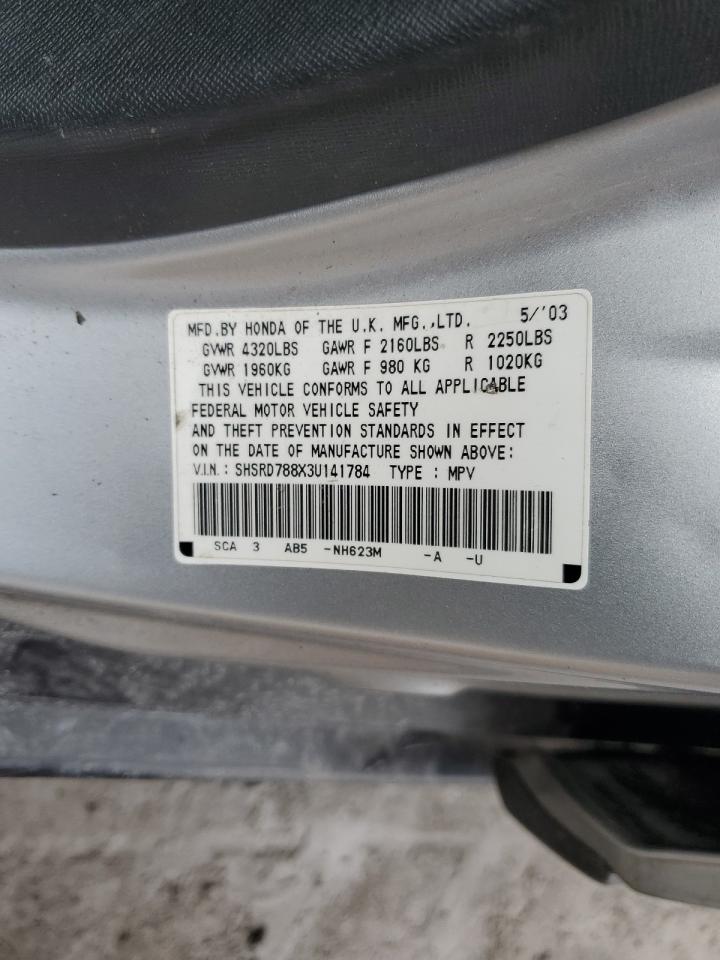 MFD.BY HONDA OF THE U.K. MFG.,LTD. 5/'03
GVWR 4320LBS GAWR F 2160LBS R 2250LBS
GVWR 1960KG GAWR F 980 KG R 1020KG
THIS VEHICLE CONFORMS TO ALL APPLICABLE
FEDERAL MOTOR VEHICLE SAFETY
AND THEFT PREVENTION STANDARDS IN EFFECT
ON THE DATE OF MANUFACTURE SHOWN ABOVE:
V.I.N.: SHSRD788X3U141784 TYPE : MPV
SCA 3 AB5 -NH623M -A -U